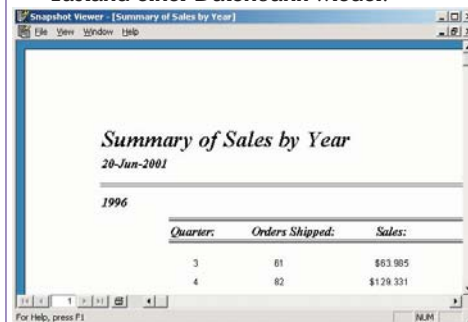 Zustand einer Datenbank wieder.
Snapshot Viewer - [Summary of Sales by Year]
File View Window Help
Summary of Sales by Year
20-Jun-2001
1996
Quarter: Orders Shipped: Sales:
3 61 $63.985
4 82 $129.331
1
For Help, press F1
NUM